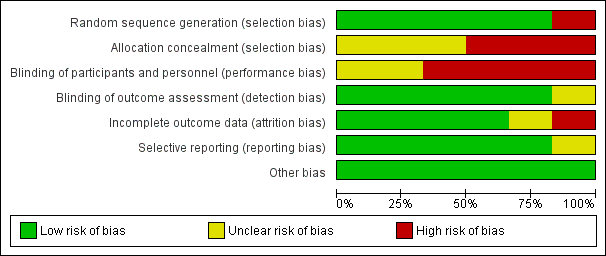 Random sequence generation (selection bias)
Allocation concealment (selection bias)
Blinding of participants and personnel (performance bias)
Blinding of outcome assessment (detection bias)
Incomplete outcome data (attrition bias)
Selective reporting (reporting bias)
Other bias
0% 25% 50% 75% 100%
Low risk of bias Unclear risk of bias High risk of bias